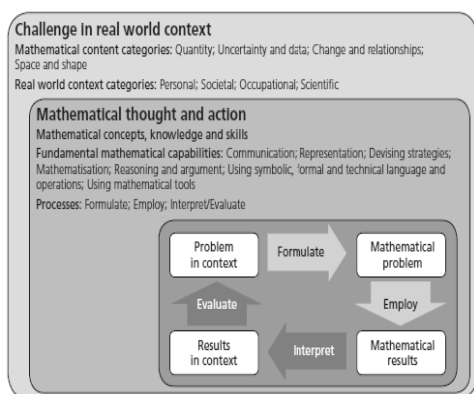 Challenge in real world context
Mathematical content categories: Quantity; Uncertainty and data; Change and relationships;
Space and shape
Real world context categories: Personal; Societal; Occupational; Scientific
Mathematical thought and action
Mathematical concepts, knowledge and skills
Fundamental mathematical capabilities: Communication; Representation; Devising strategies;
Mathematisation; Reasoning and argument; Using symbolic, formal and technical language and
operations; Using mathematical tools
Processes: Formulate; Employ; Interpret/Evaluate
Problem
in context
Formulate
Mathematical
problem
Evaluate
Employ
Results
in context
Interpret
Mathematical
results